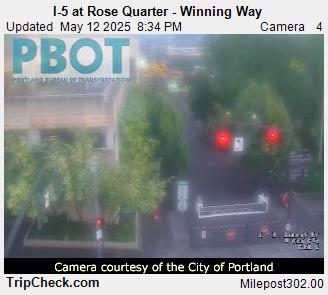 I-5 at Rose Quarter - Winning Way
Updated May 12 2025 8:34 PM Camera 4
PBOT
PORTLAND BUREAU OF TRANSPORTATION
Camera courtesy of the City of Portland
TripCheck.com Milepost302.00